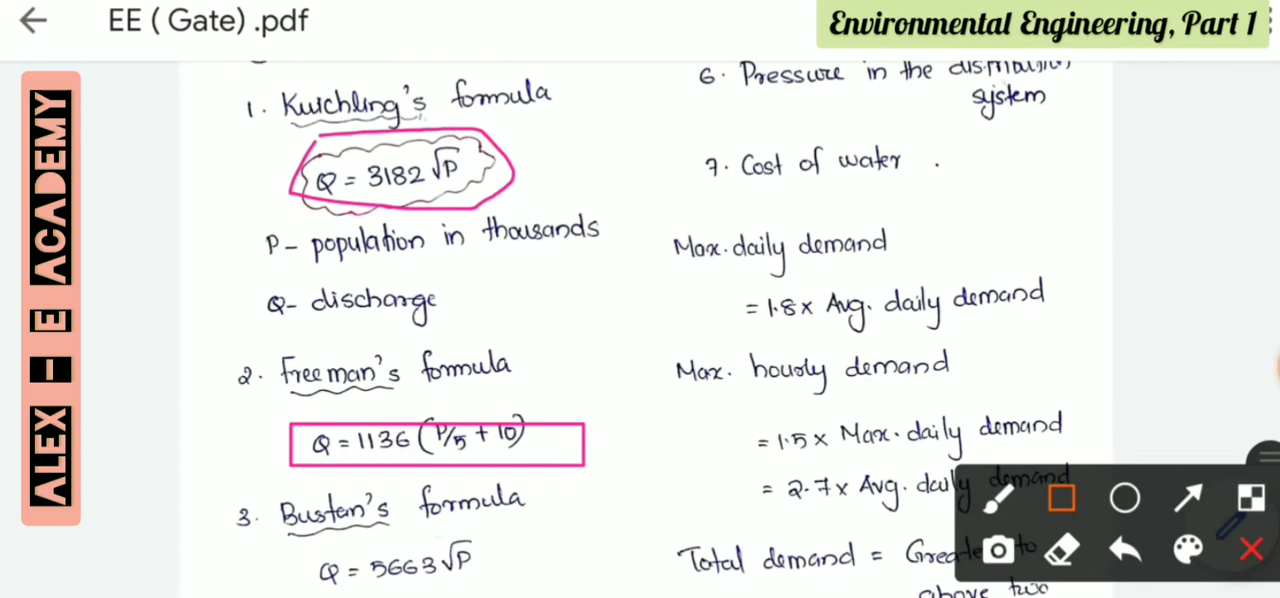 EE ( Gate) .pdf
Environmental Engineering, Part 1
ALEX - E ACADEMY
1. Kuichling's formula
Q = 3182 √P
P - population in thousands
Q - discharge
2. Freeman's formula
Q = 1136 (P/5 + 10)
3. Busten's formula
Q = 5663 √P
6. Pressure in the
system
7. Cost of water .
Max. daily demand
= 1.8 x Avg. daily demand
Max. hourly demand
= 1.5 x Max. daily demand
= 2.7 x Avg. daily demand
Total demand = Greater to
above two